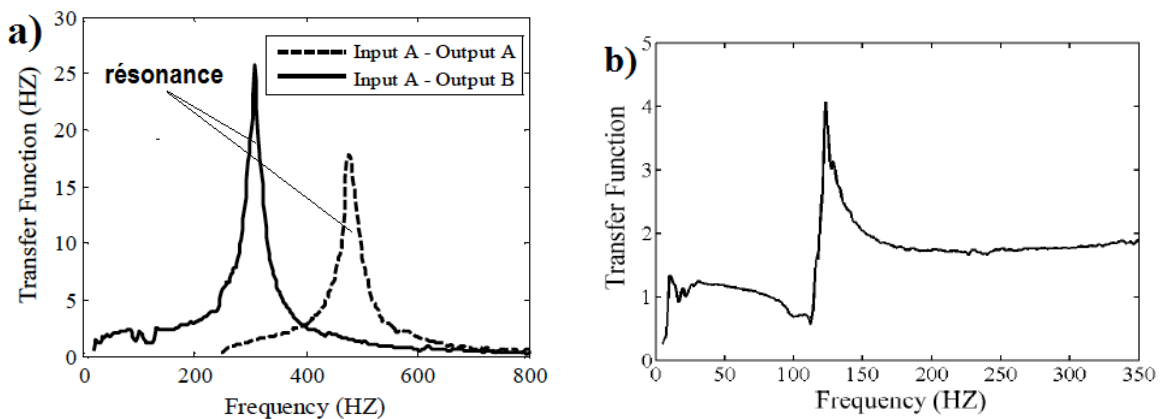 a)
Transfer Function (HZ)
30
25
20
15
10
5
0
résonance
Input A - Output A
Input A - Output B
0 200 400 600 800
Frequency (HZ)
b)
Transfer Function
5
4
3
2
1
0
0 50 100 150 200 250 300 350
Frequency (HZ)